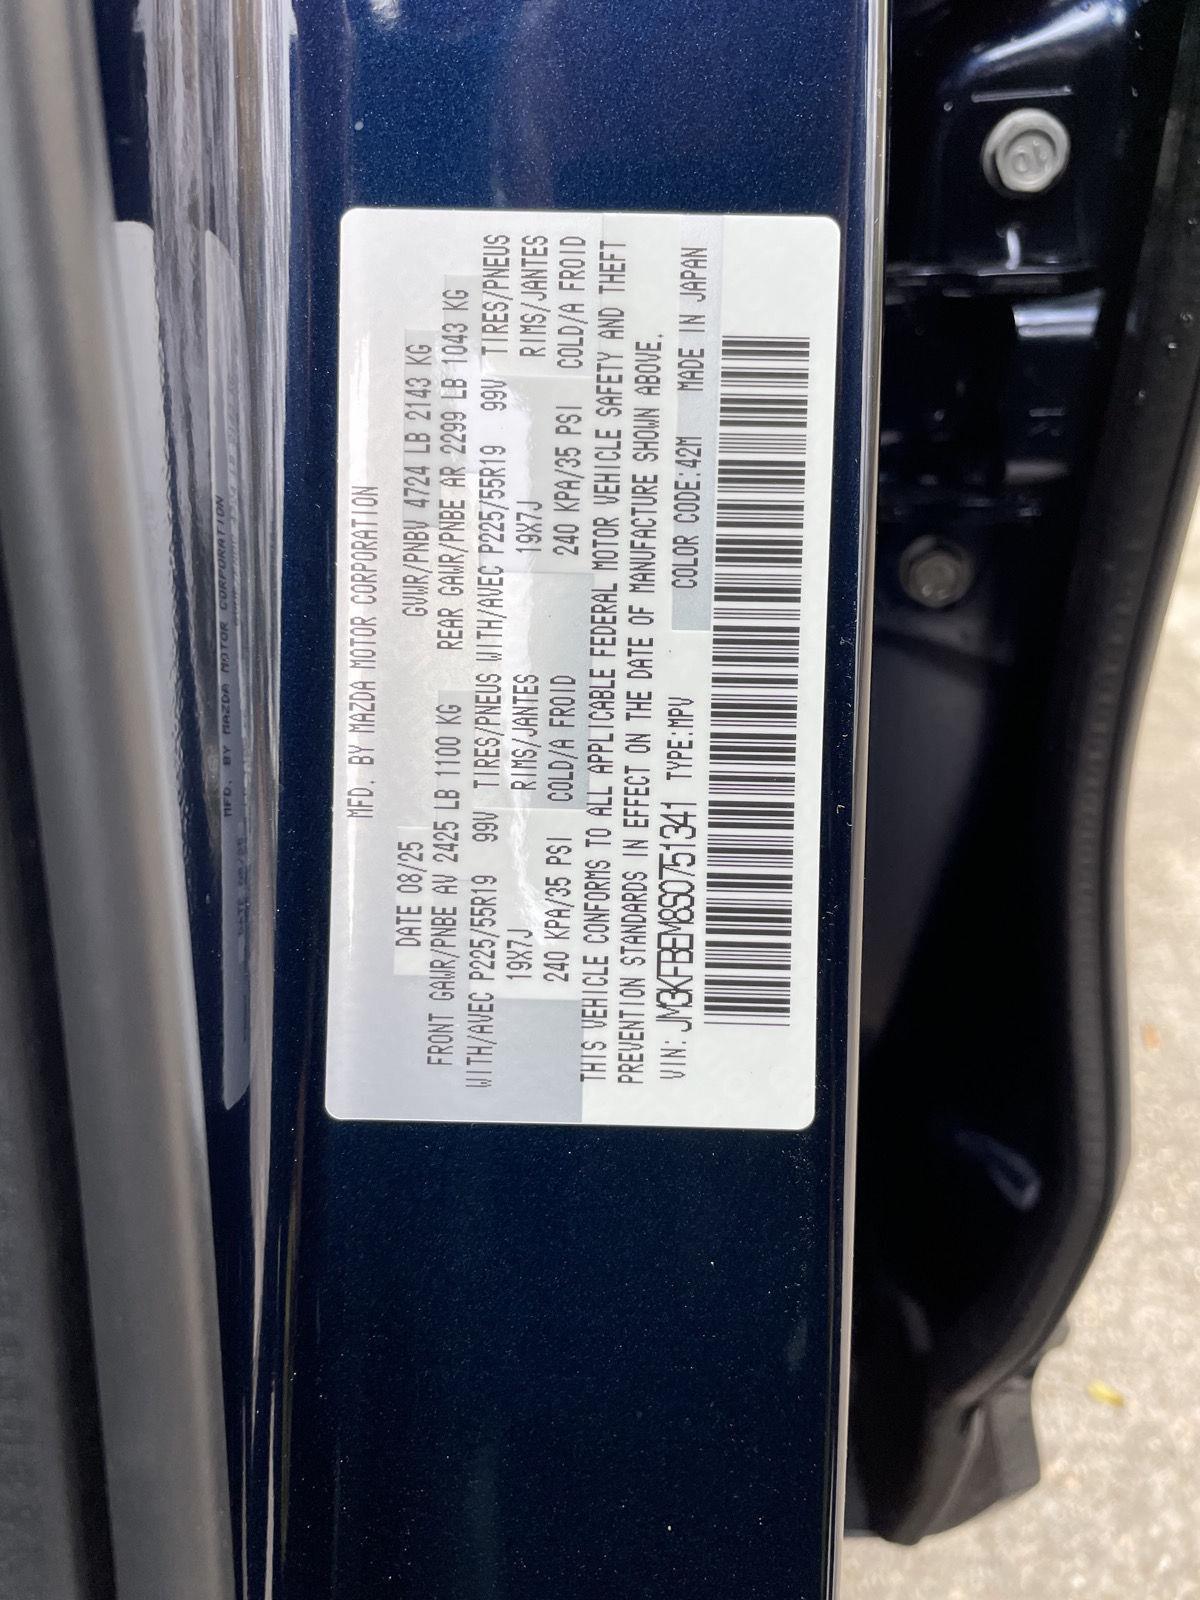 MFD. BY MAZDA MOTOR CORPORATION
DATE 08/25 GVWR/PNBV 4724 LB 2143 KG
FRONT GAWR/PNBE AV 2425 LB 1100 KG REAR GAWR/PNBE AR 2299 LB 1043 KG
WITH/AVEC P225/55R19 99V TIRES/PNEUS WITH/AVEC P225/55R19 99V TIRES/PNEUS
19X7J RIMS/JANTES 19X7J RIMS/JANTES
240 KPA/35 PSI COLD/A FROID 240 KPA/35 PSI COLD/A FROID
THIS VEHICLE CONFORMS TO ALL APPLICABLE FEDERAL MOTOR VEHICLE SAFETY AND THEFT
PREVENTION STANDARDS IN EFFECT ON THE DATE OF MANUFACTURE SHOWN ABOVE.
VIN: JM3KFBEM8S0751341 TYPE:MPV COLOR CODE:42M MADE IN JAPAN